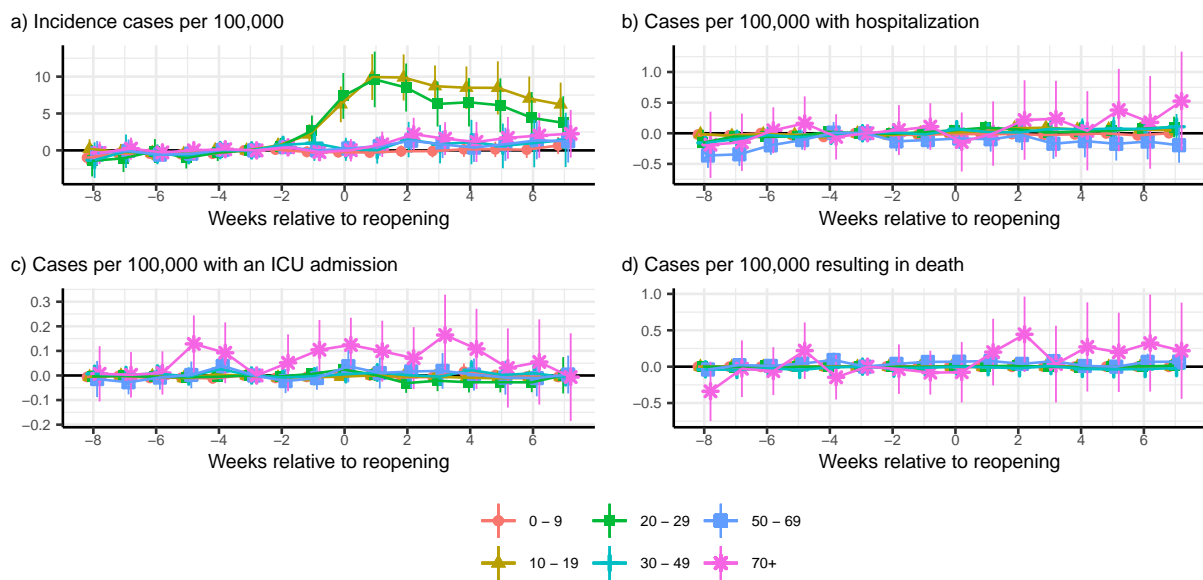 a) Incidence cases per 100,000
10
5
0
−8 −6 −4 −2 0 2 4 6
Weeks relative to reopening
b) Cases per 100,000 with hospitalization
1.0
0.5
0.0
−0.5
−8 −6 −4 −2 0 2 4 6
Weeks relative to reopening
c) Cases per 100,000 with an ICU admission
0.3
0.2
0.1
0.0
−0.1
−0.2
−8 −6 −4 −2 0 2 4 6
Weeks relative to reopening
d) Cases per 100,000 resulting in death
1.0
0.5
0.0
−0.5
−8 −6 −4 −2 0 2 4 6
Weeks relative to reopening
0 − 9 20 − 29 50 − 69
10 − 19 30 − 49 70+